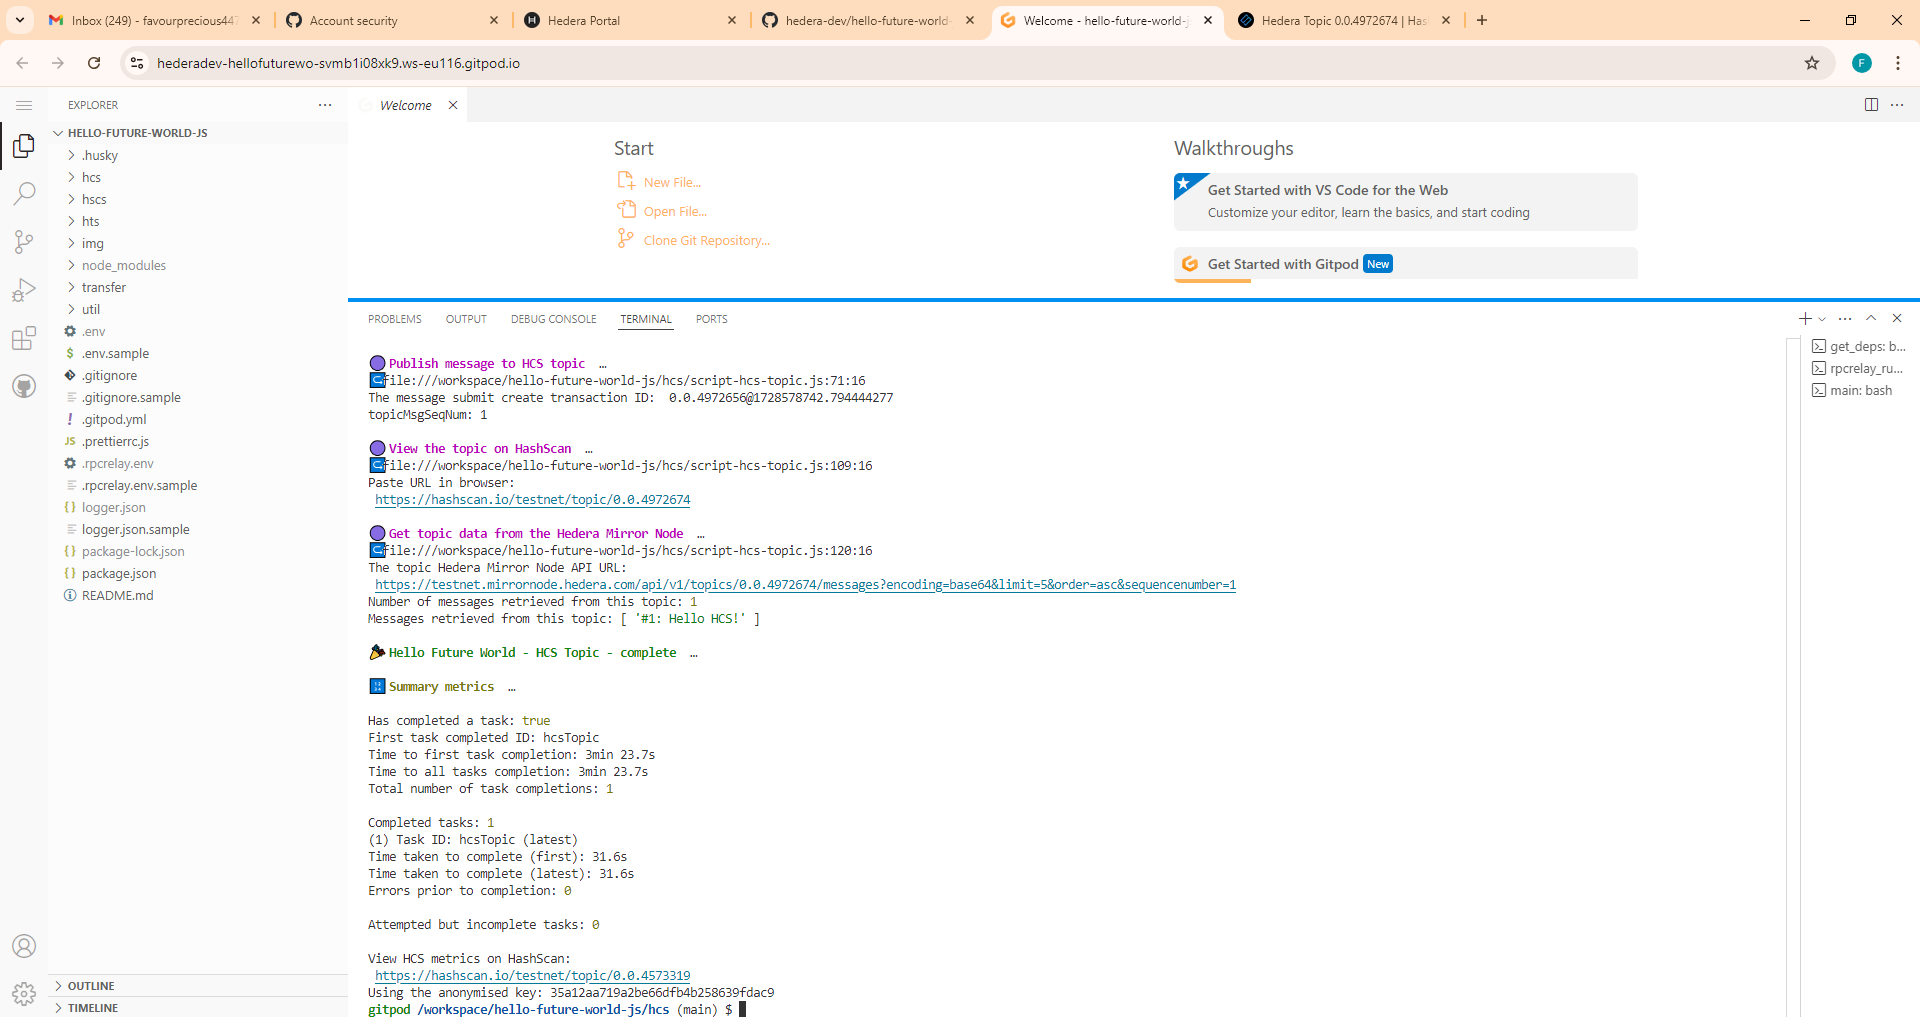 Inbox (249) - favourprecious447
Account security
Hedera Portal
hedera-dev/hello-future-world-
Welcome - hello-future-world-j
Hedera Topic 0.0.4972674 | Has
hederadev-hellofuturewo-svmb1i08xk9.ws-eu116.gitpod.io
F
EXPLORER
HELLO-FUTURE-WORLD-JS
.husky
hcs
hscs
hts
img
node_modules
transfer
util
.env
$ .env.sample
.gitignore
.gitignore.sample
! .gitpod.yml
JS .prettierrc.js
.rpcrelay.env
.rpcrelay.env.sample
{} logger.json
logger.json.sample
{} package-lock.json
{} package.json
README.md
OUTLINE
TIMELINE
Welcome
Start
New File...
Open File...
Clone Git Repository...
Walkthroughs
Get Started with VS Code for the Web
Customize your editor, learn the basics, and start coding
Get Started with Gitpod New
PROBLEMS OUTPUT DEBUG CONSOLE TERMINAL PORTS
get_deps: b...
rpcrelay_ru...
main: bash
Publish message to HCS topic …
file:///workspace/hello-future-world-js/hcs/script-hcs-topic.js:71:16
The message submit create transaction ID: 0.0.4972656@1728578742.794444277
topicMsgSeqNum: 1
View the topic on HashScan …
file:///workspace/hello-future-world-js/hcs/script-hcs-topic.js:109:16
Paste URL in browser:
https://hashscan.io/testnet/topic/0.0.4972674
Get topic data from the Hedera Mirror Node …
file:///workspace/hello-future-world-js/hcs/script-hcs-topic.js:120:16
The topic Hedera Mirror Node API URL:
https://testnet.mirrornode.hedera.com/api/v1/topics/0.0.4972674/messages?encoding=base64&limit=5&order=asc&sequencenumber=1
Number of messages retrieved from this topic: 1
Messages retrieved from this topic: [ '#1: Hello HCS!' ]
Hello Future World - HCS Topic - complete …
Summary metrics …
Has completed a task: true
First task completed ID: hcsTopic
Time to first task completion: 3min 23.7s
Time to all tasks completion: 3min 23.7s
Total number of task completions: 1
Completed tasks: 1
(1) Task ID: hcsTopic (latest)
Time taken to complete (first): 31.6s
Time taken to complete (latest): 31.6s
Errors prior to completion: 0
Attempted but incomplete tasks: 0
View HCS metrics on HashScan:
https://hashscan.io/testnet/topic/0.0.4573319
Using the anonymised key: 35a12aa719a2be66dfb4b258639fdac9
gitpod /workspace/hello-future-world-js/hcs (main) $